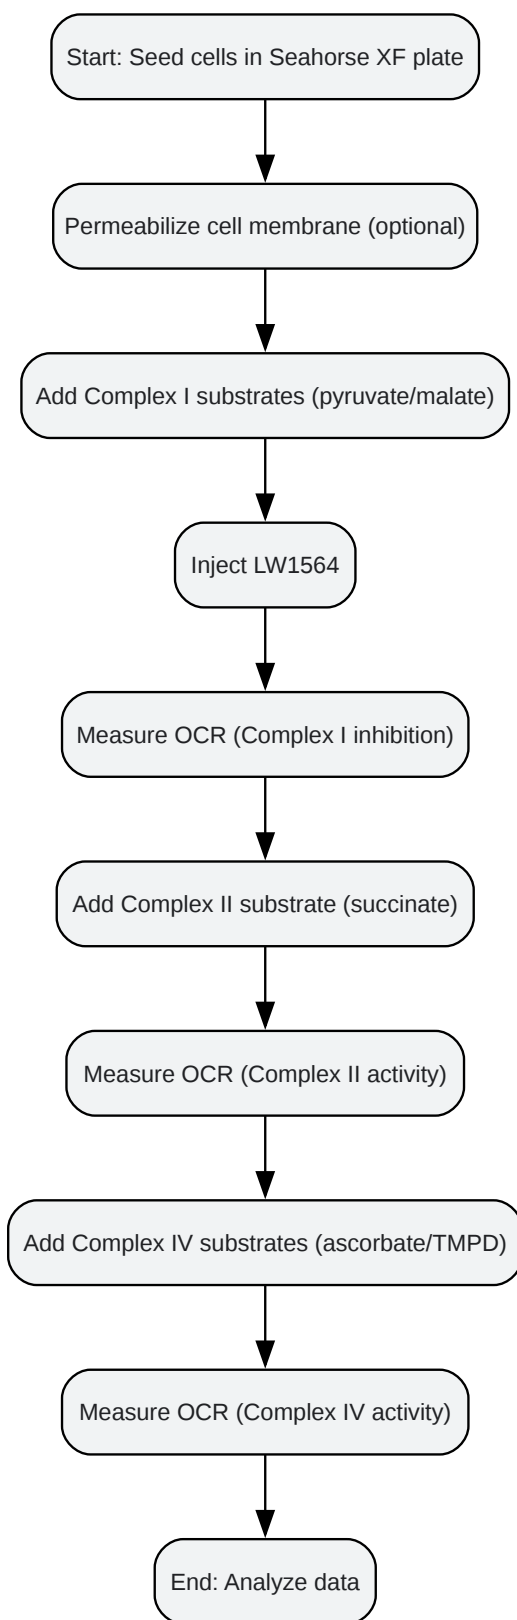 Start: Seed cells in Seahorse XF plate
Permeabilize cell membrane (optional)
Add Complex I substrates (pyruvate/malate)
Inject LW1564
Measure OCR (Complex I inhibition)
Add Complex II substrate (succinate)
Measure OCR (Complex II activity)
Add Complex IV substrates (ascorbate/TMPD)
Measure OCR (Complex IV activity)
End: Analyze data